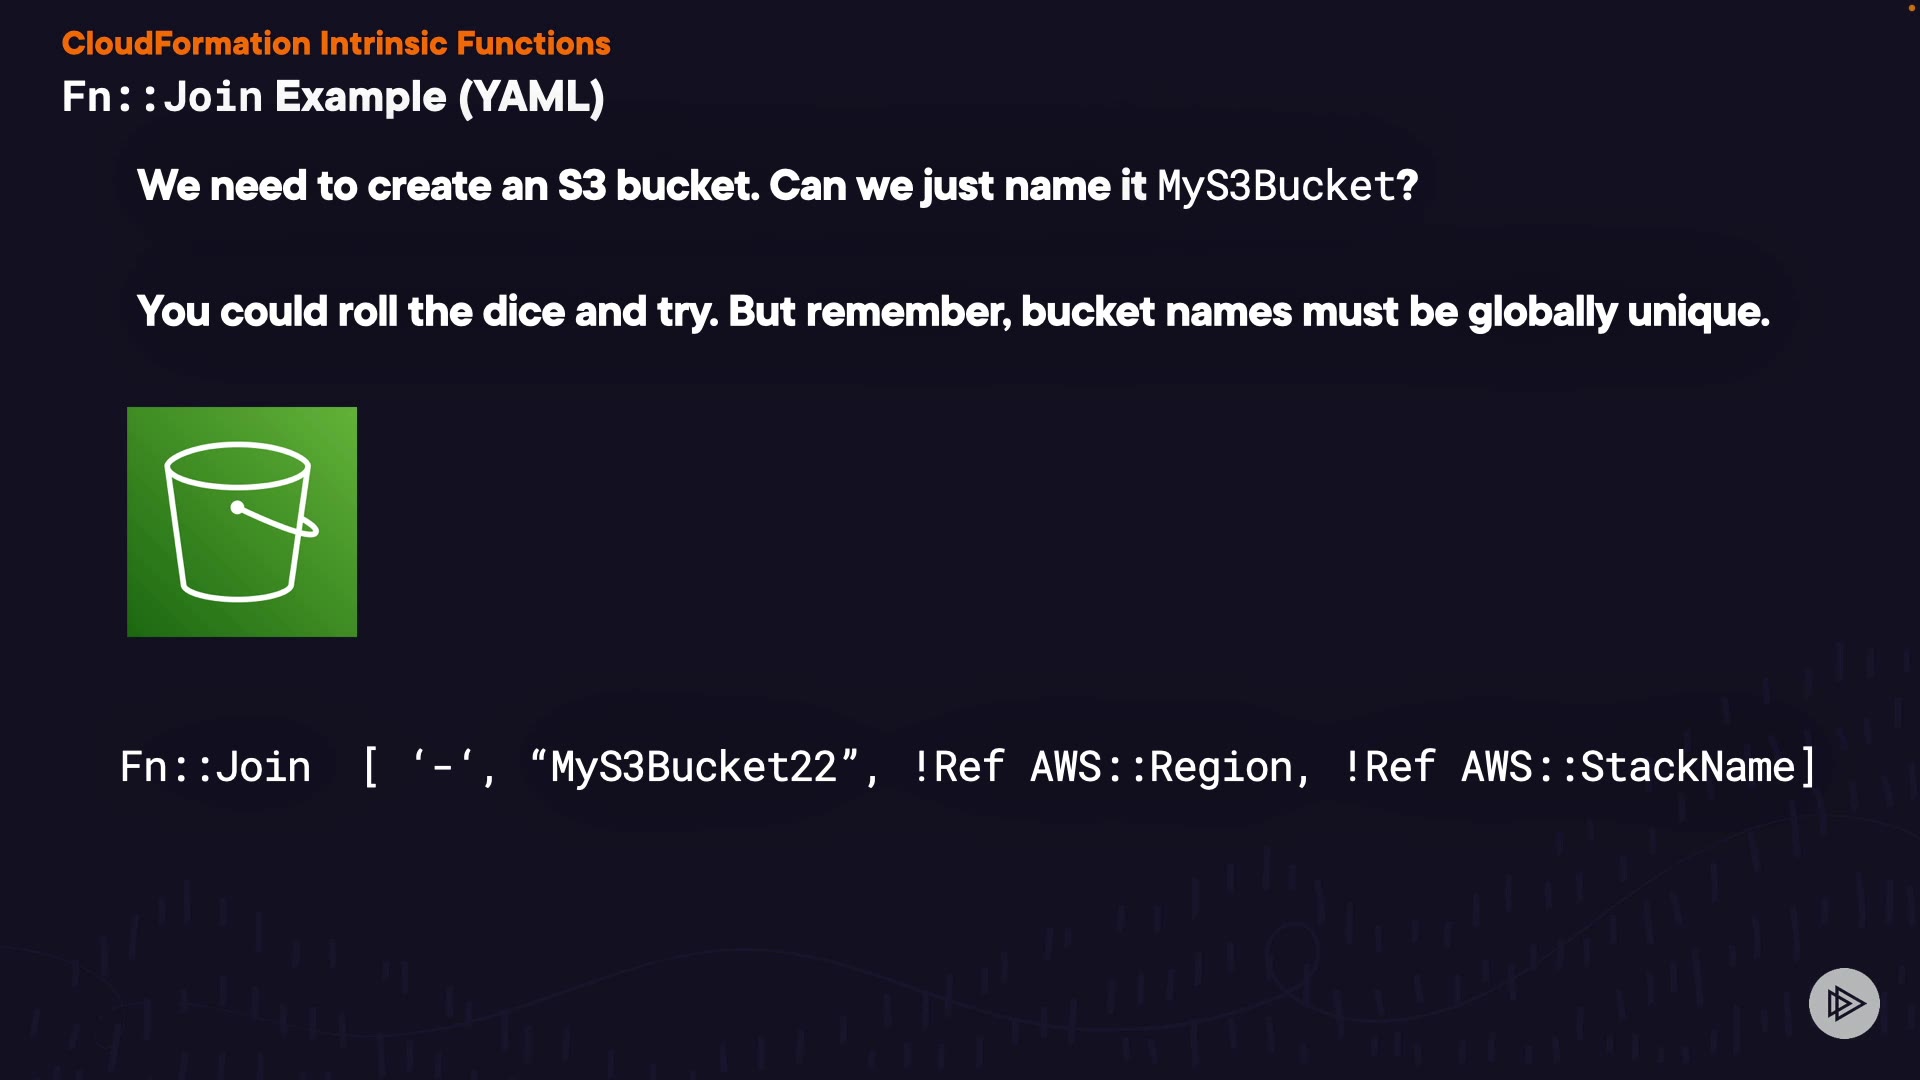 CloudFormation Intrinsic Functions
Fn::Join Example (YAML)
We need to create an S3 bucket. Can we just name it MyS3Bucket?
You could roll the dice and try. But remember, bucket names must be globally unique.
Fn::Join [ ‘-‘, “MyS3Bucket22”, !Ref AWS::Region, !Ref AWS::StackName]